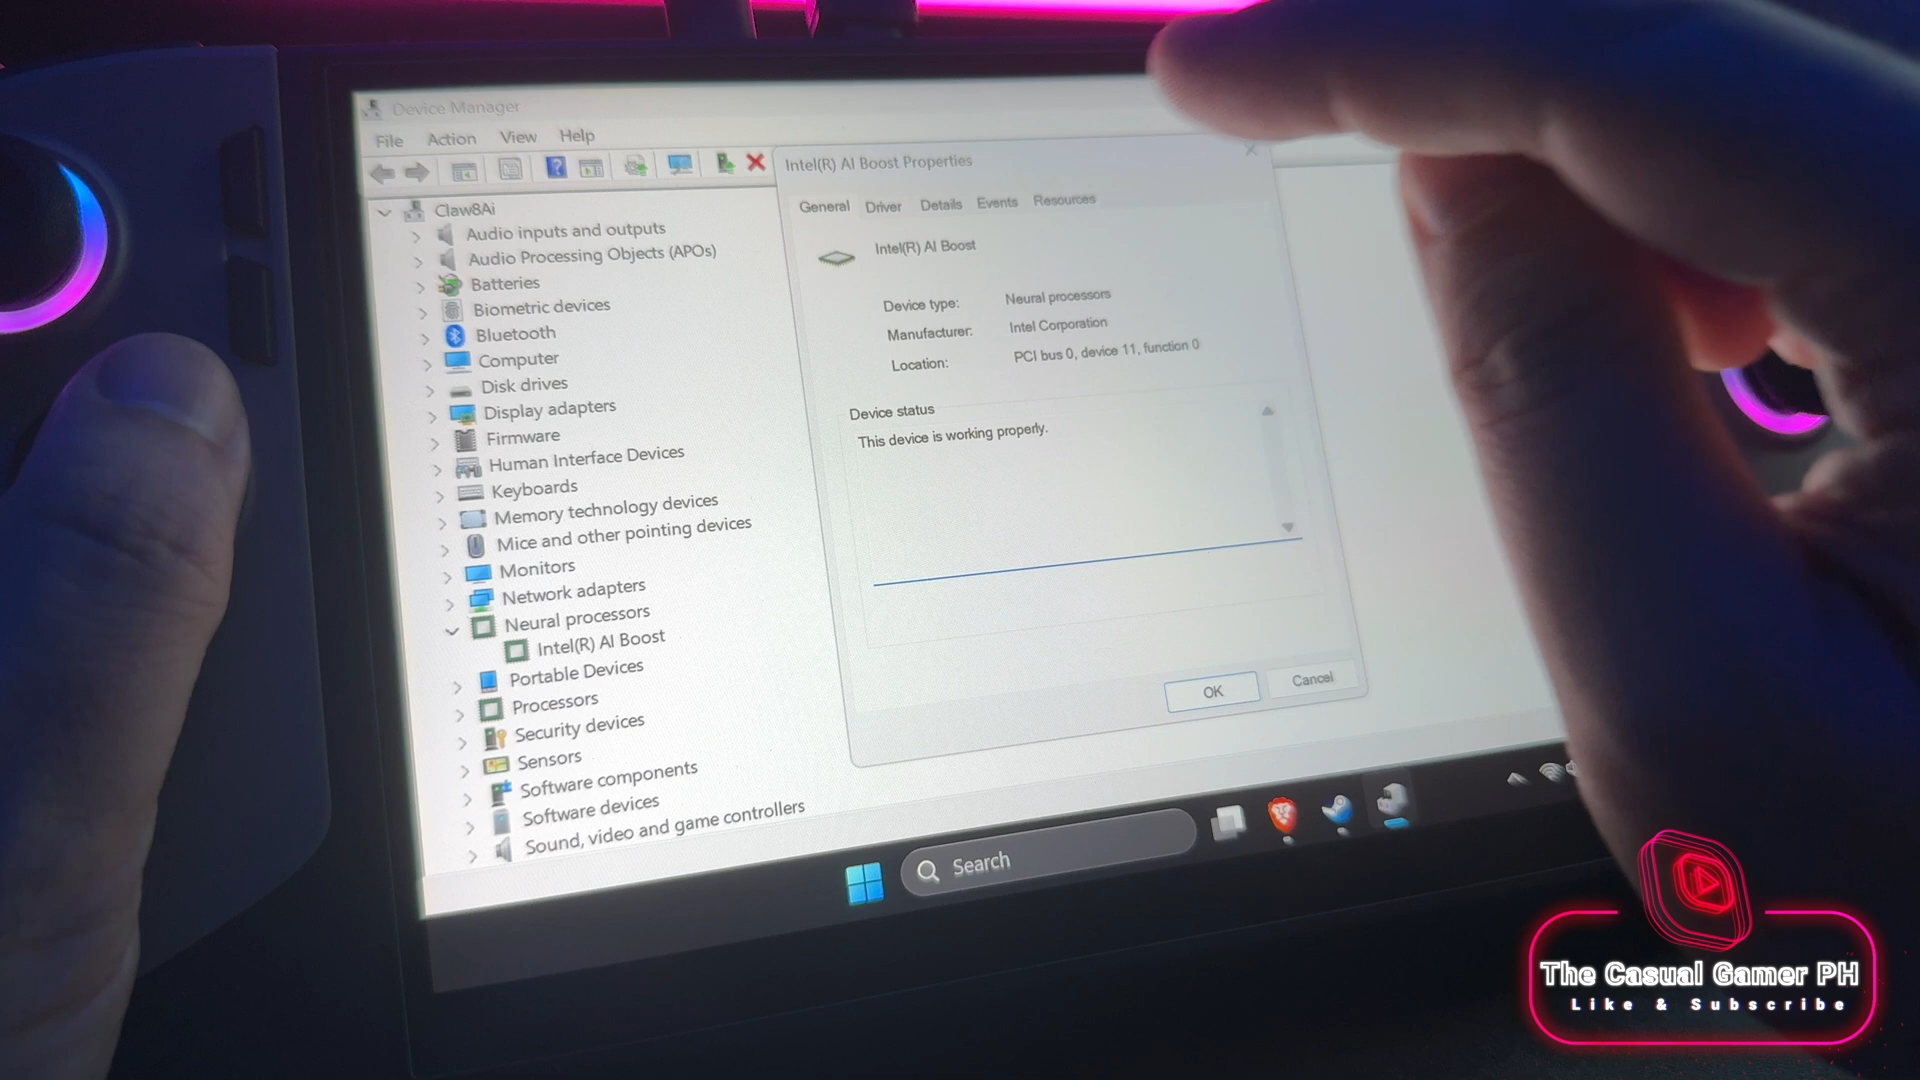 Device Manager
File Action View Help
Claw8Ai
Audio inputs and outputs
Audio Processing Objects (APOs)
Batteries
Biometric devices
Bluetooth
Computer
Disk drives
Display adapters
Firmware
Human Interface Devices
Keyboards
Memory technology devices
Mice and other pointing devices
Monitors
Network adapters
Neural processors
Intel(R) AI Boost
Portable Devices
Processors
Security devices
Sensors
Software components
Software devices
Sound, video and game controllers
Intel(R) AI Boost Properties
General Driver Details Events Resources
Intel(R) AI Boost
Device type: Neural processors
Manufacturer: Intel Corporation
Location: PCI bus 0, device 11, function 0
Device status
This device is working properly.
OK Cancel
Search
The Casual Gamer PH
Like & Subscribe